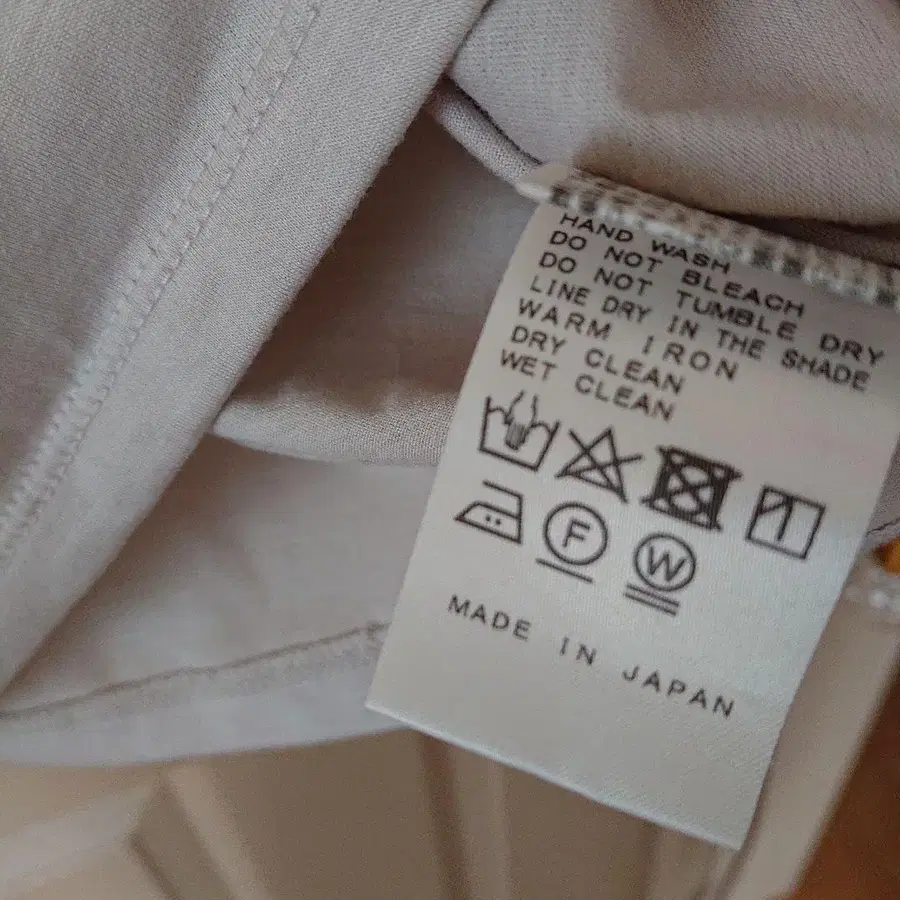 HAND WASH
DO NOT BLEACH
DO NOT TUMBLE DRY
LINE DRY IN THE SHADE
WARM IRON
DRY CLEAN
WET CLEAN
F W
MADE IN JAPAN